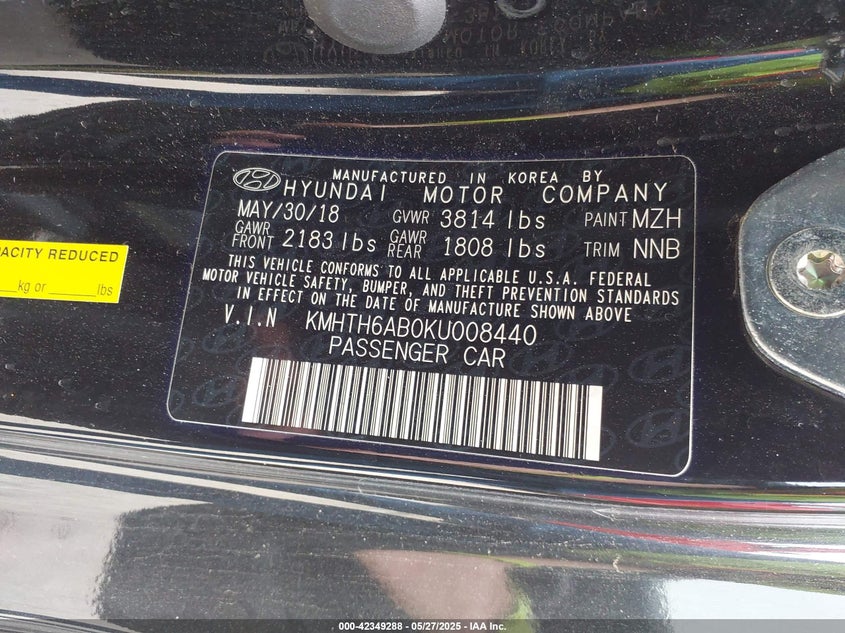 MANUFACTURED IN KOREA BY
HYUNDAI MOTOR COMPANY
MAY/30/18 GVWR 3814 lbs PAINT MZH
GAWR FRONT 2183 lbs GAWR REAR 1808 lbs TRIM NNB
THIS VEHICLE CONFORMS TO ALL APPLICABLE U.S.A. FEDERAL
MOTOR VEHICLE SAFETY, BUMPER, AND THEFT PREVENTION STANDARDS
IN EFFECT ON THE DATE OF MANUFACTURE SHOWN ABOVE
V.I.N KMHTH6AB0KU008440
PASSENGER CAR
ACITY REDUCED
kg or lbs
000-42349288 - 05/27/2025 - IAA Inc.